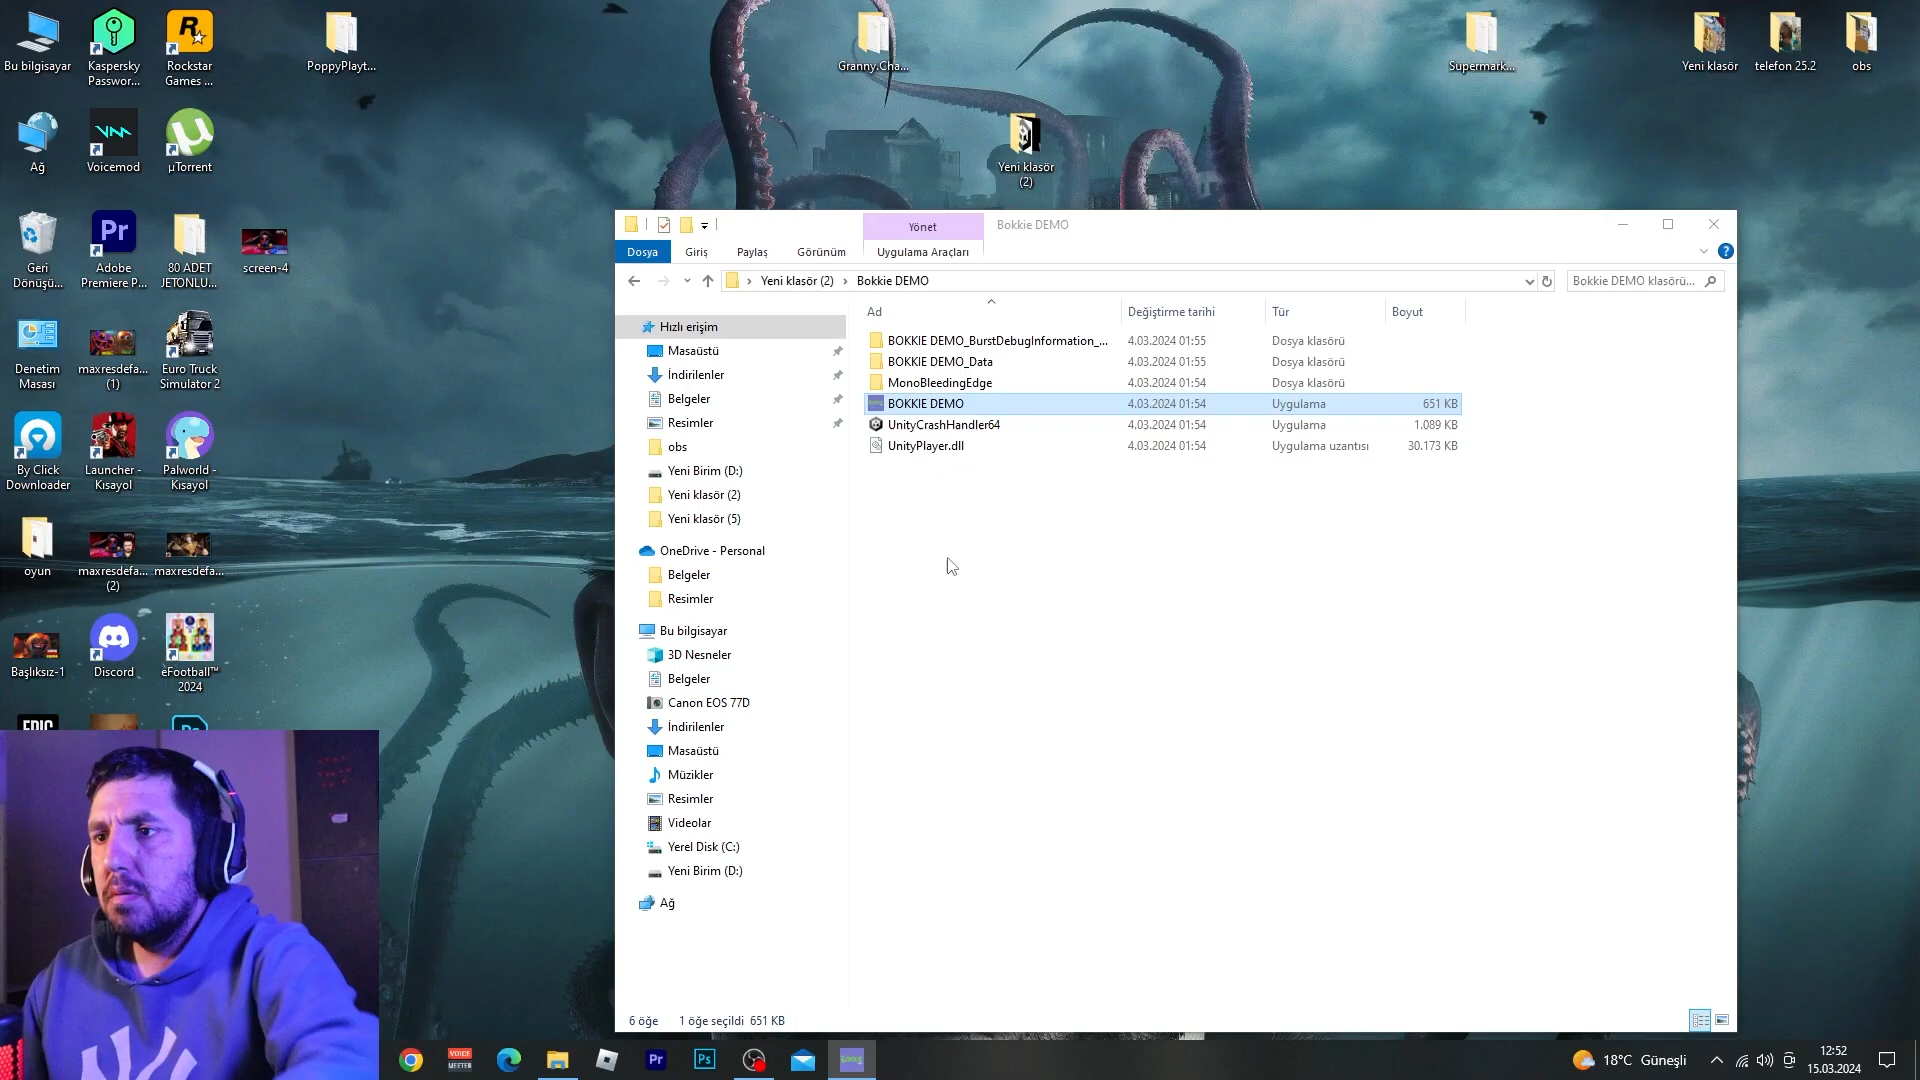 Bu bilgisayar
Kaspersky
Passwor...
Rockstar
Games ...
PoppyPlayt...
Granny.Cha...
Supermark...
Yeni klasör
telefon 25.2
obs
Ağ
Voicemod
µTorrent
Yeni klasör
(2)
Geri
Dönüşü...
Adobe
Premiere P...
80 ADET
JETONLU...
screen-4
Denetim
Masası
maxresdefa...
(1)
Euro Truck
Simulator 2
By Click
Downloader
Launcher -
Kısayol
Palworld -
Kısayol
oyun
maxresdefa...
(2)
maxresdefa...
Başlıksız-1
Discord
eFootball™
2024
Yönet
Bokkie DEMO
Dosya
Giriş
Paylaş
Görünüm
Uygulama Araçları
Yeni klasör (2)
Bokkie DEMO
Bokkie DEMO klasörü...
Ad
Değiştirme tarihi
Tür
Boyut
BOKKIE DEMO_BurstDebugInformation_... 4.03.2024 01:55 Dosya klasörü
BOKKIE DEMO_Data 4.03.2024 01:55 Dosya klasörü
MonoBleedingEdge 4.03.2024 01:54 Dosya klasörü
BOKKIE DEMO 4.03.2024 01:54 Uygulama 651 KB
UnityCrashHandler64 4.03.2024 01:54 Uygulama 1.089 KB
UnityPlayer.dll 4.03.2024 01:54 Uygulama uzantısı 30.173 KB
Hızlı erişim
Masaüstü
İndirilenler
Belgeler
Resimler
obs
Yeni Birim (D:)
Yeni klasör (2)
Yeni klasör (5)
OneDrive - Personal
Belgeler
Resimler
Bu bilgisayar
3D Nesneler
Belgeler
Canon EOS 77D
İndirilenler
Masaüstü
Müzikler
Resimler
Videolar
Yerel Disk (C:)
Yeni Birim (D:)
Ağ
6 öğe 1 öğe seçildi 651 KB
VOICE
MEETER
Pr
Ps
18°C Güneşli
12:52
15.03.2024